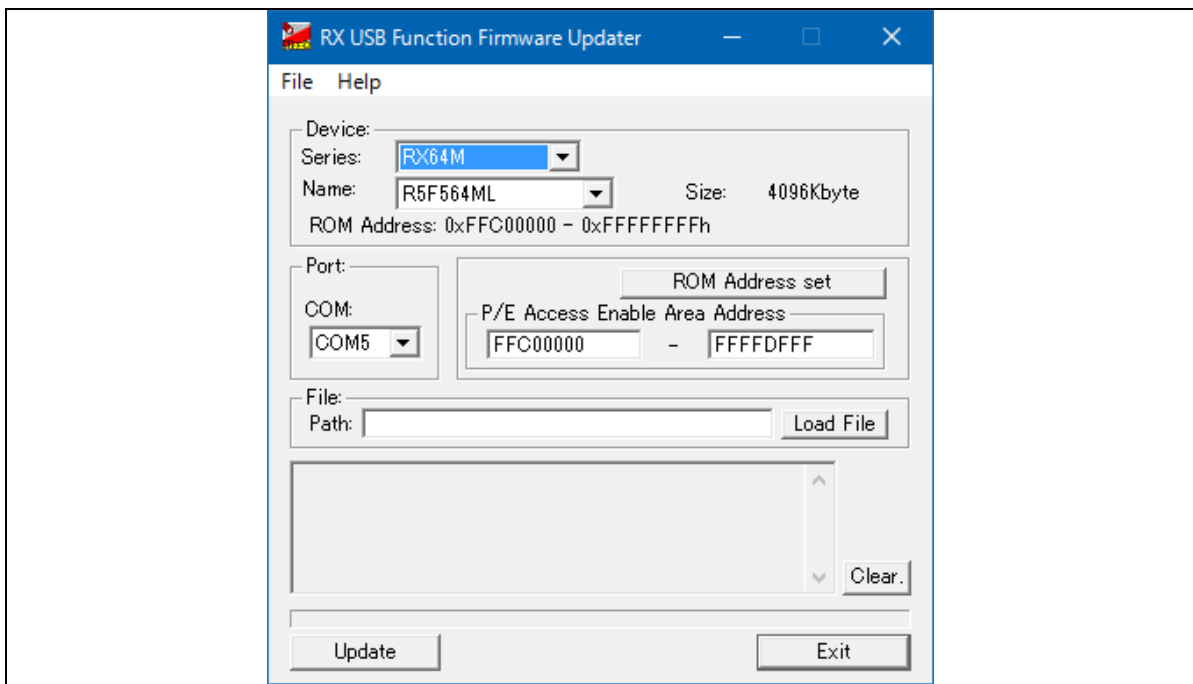 RX USB Function Firmware Updater
File Help
Device:
Series: RX64M
Name: R5F564ML Size: 4096Kbyte
ROM Address: 0xFFC00000 - 0xFFFFFFFFh
Port:
ROM Address set
COM:
P/E Access Enable Area Address
COM5 FFC00000 - FFFFDFFF
File:
Path: Load File
Clear.
Update Exit